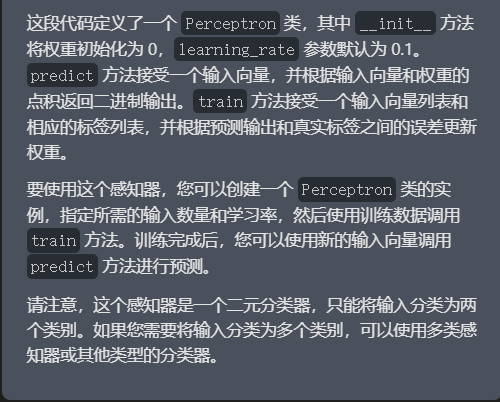 这段代码定义了一个 Perceptron 类，其中 __init__ 方法
将权重初始化为 0，learning_rate 参数默认为 0.1。
predict 方法接受一个输入向量，并根据输入向量和权重的
点积返回二进制输出。train 方法接受一个输入向量列表和
相应的标签列表，并根据预测输出和真实标签之间的误差更新
权重。
要使用这个感知器，您可以创建一个 Perceptron 类的实
例，指定所需的输入数量和学习率，然后使用训练数据调用
train 方法。训练完成后，您可以使用新的输入向量调用
predict 方法进行预测。
请注意，这个感知器是一个二元分类器，只能将输入分类为两
个类别。如果您需要将输入分类为多个类别，可以使用多类感
知器或其他类型的分类器。